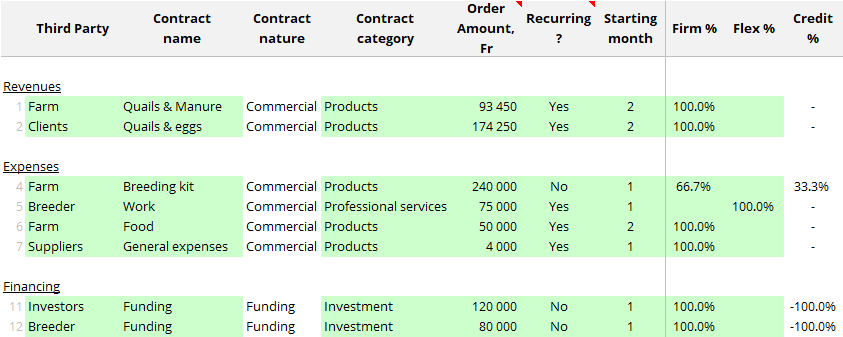 Third Party Contract name Contract nature Contract category Order Amount, Fr Recurring ? Starting month Firm % Flex % Credit %
Revenues
1 Farm Quails & Manure Commercial Products 93 450 Yes 2 100.0% -
2 Clients Quails & eggs Commercial Products 174 250 Yes 2 100.0% -
Expenses
4 Farm Breeding kit Commercial Products 240 000 No 1 66.7% 33.3%
5 Breeder Work Commercial Professional services 75 000 Yes 1 100.0% -
6 Farm Food Commercial Products 50 000 Yes 2 100.0% -
7 Suppliers General expenses Commercial Products 4 000 Yes 1 100.0% -
Financing
11 Investors Funding Funding Investment 120 000 No 1 100.0% -100.0%
12 Breeder Funding Funding Investment 80 000 No 1 100.0% -100.0%